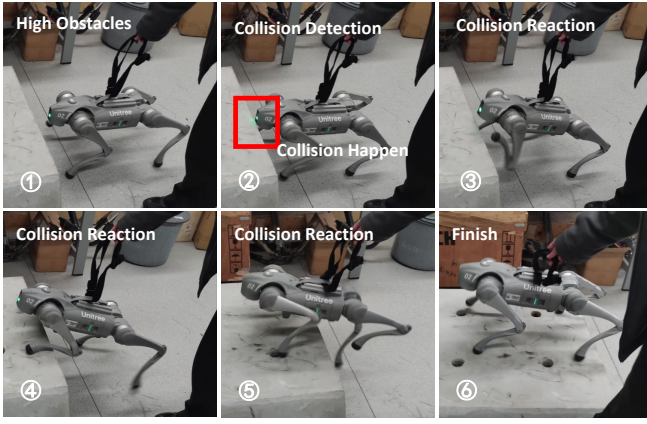 High Obstacles
Unitree
02
①
Collision Detection
Unitree
02
Collision Happen
②
Collision Reaction
Unitree
02
③
Collision Reaction
Unitree
02
④
Collision Reaction
Unitree
02
⑤
Finish
Unitree
02
⑥